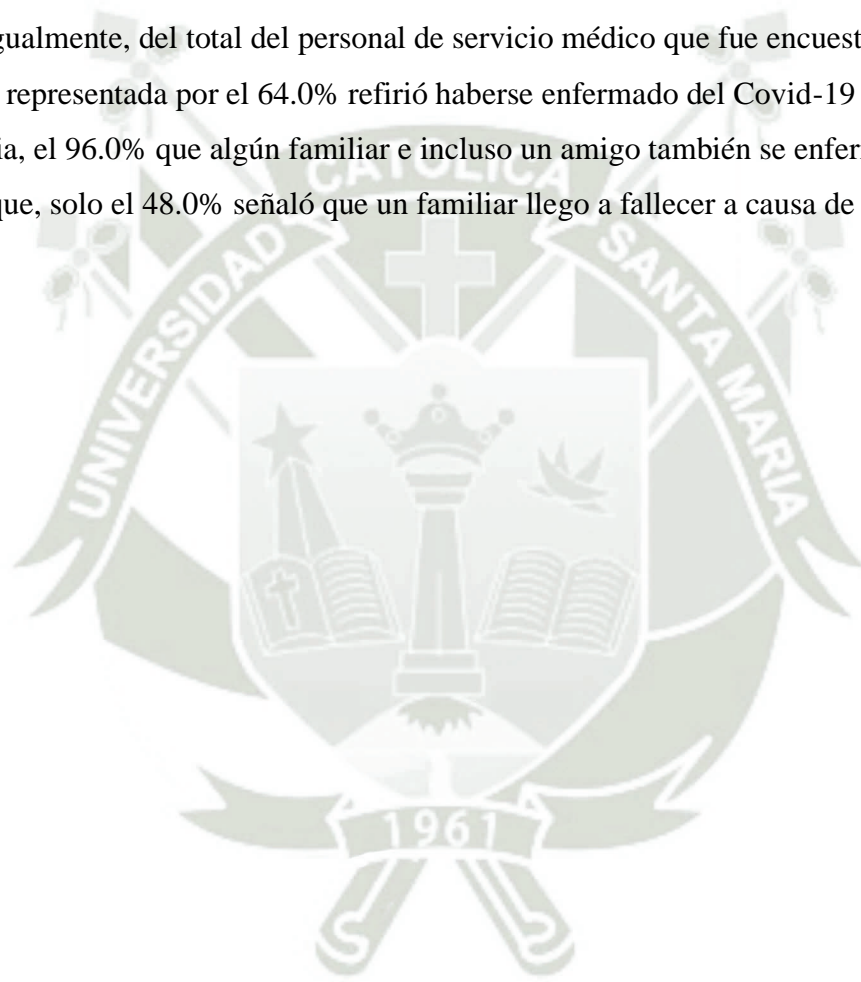 gualmente, del total del personal de servicio médico que fue encuest
representada por el 64.0% refirió haberse enfermado del Covid-19
ia, el 96.0% que algún familiar e incluso un amigo también se enfer
que, solo el 48.0% señaló que un familiar llego a fallecer a causa de
UNIVERSIDAD CATOLICA SANTA MARIA
1961